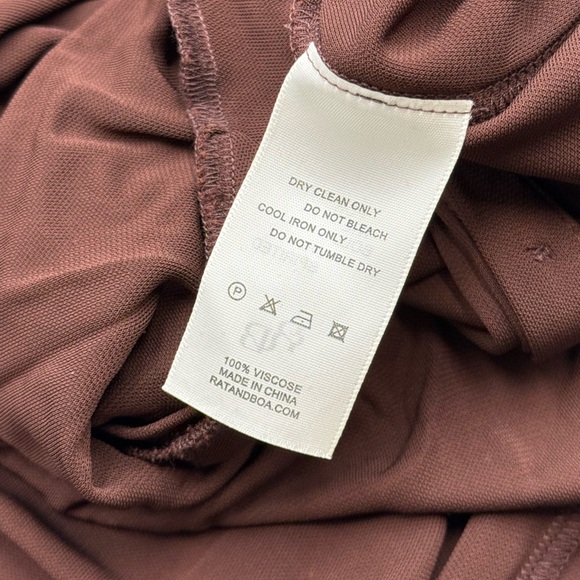 DRY CLEAN ONLY
DO NOT BLEACH
COOL IRON ONLY
DO NOT TUMBLE DRY
P
100% VISCOSE
MADE IN CHINA
RATANDBOA.COM